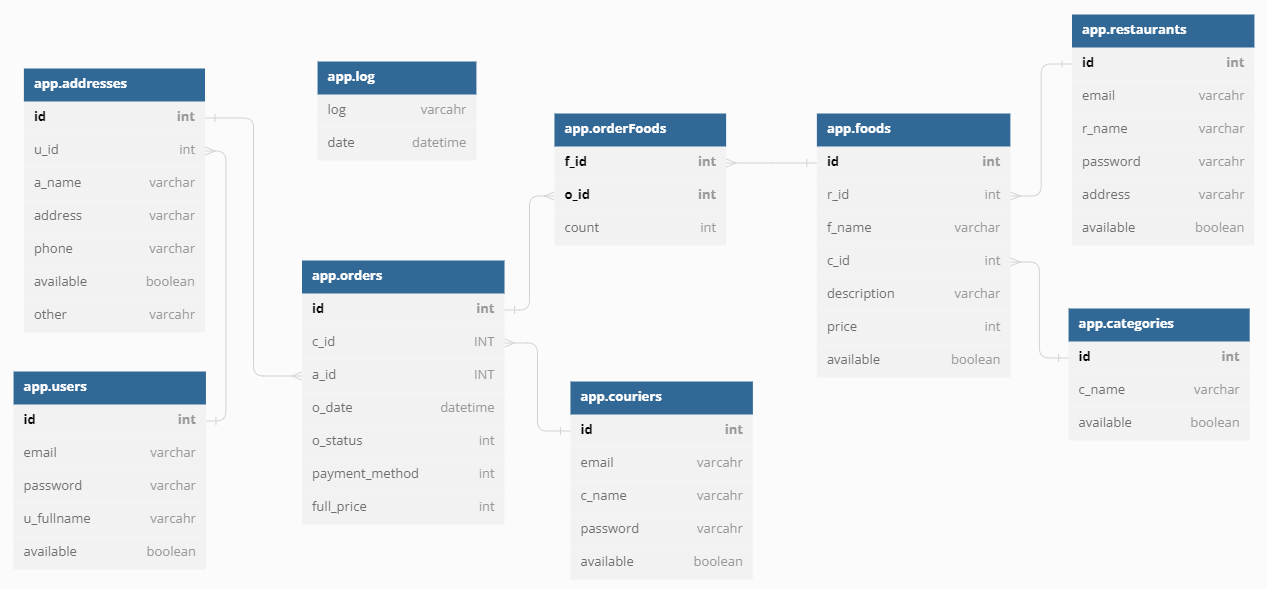 app.addresses
id int
u_id int
a_name varchar
address varchar
phone varchar
available boolean
other varcahr
app.users
id int
email varchar
password varchar
u_fullname varcahr
available boolean
app.log
log varcahr
date datetime
app.orders
id int
c_id INT
a_id INT
o_date datetime
o_status int
payment_method int
full_price int
app.orderFoods
f_id int
o_id int
count int
app.couriers
id int
email varcahr
c_name varcahr
password varcahr
available boolean
app.foods
id int
r_id int
f_name varchar
c_id int
description varchar
price int
available boolean
app.restaurants
id int
email varcahr
r_name varchar
password varcahr
address varcahr
available boolean
app.categories
id int
c_name varchar
available boolean